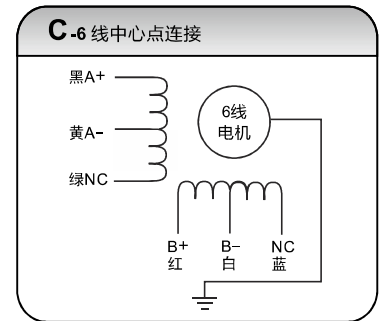 C-6 线中心点连接
黑A+
黄A-
绿NC
6线
电机
B+ B- NC
红 白 蓝